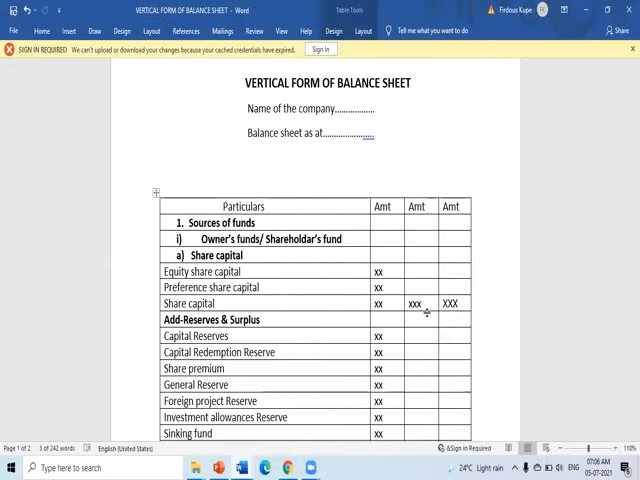 VERTICAL FORM OF BALANCE SHEET - Word
Table Tools
Firdous Kupe
FK
File Home Insert Draw Design Layout References Mailings Review View Help Design Layout Tell me what you want to do Share
SIGN IN REQUIRED We can't upload or download your changes because your cached credentials have expired. Sign In
VERTICAL FORM OF BALANCE SHEET
Name of the company..................
Balance sheet as at.......................
Particulars Amt Amt Amt
1. Sources of funds
i) Owner's funds/ Shareholdar's fund
a) Share capital
Equity share capital xx
Preference share capital xx
Share capital xx xxx XXX
Add-Reserves & Surplus
Capital Reserves xx
Capital Redemption Reserve xx
Share premium xx
General Reserve xx
Foreign project Reserve xx
Investment allowances Reserve xx
Sinking fund xx
Page 1 of 2 3 of 242 words English (United States) Sign in Required 110%
Type here to search
24°C Light rain
ENG
07:06 AM
05-07-2021